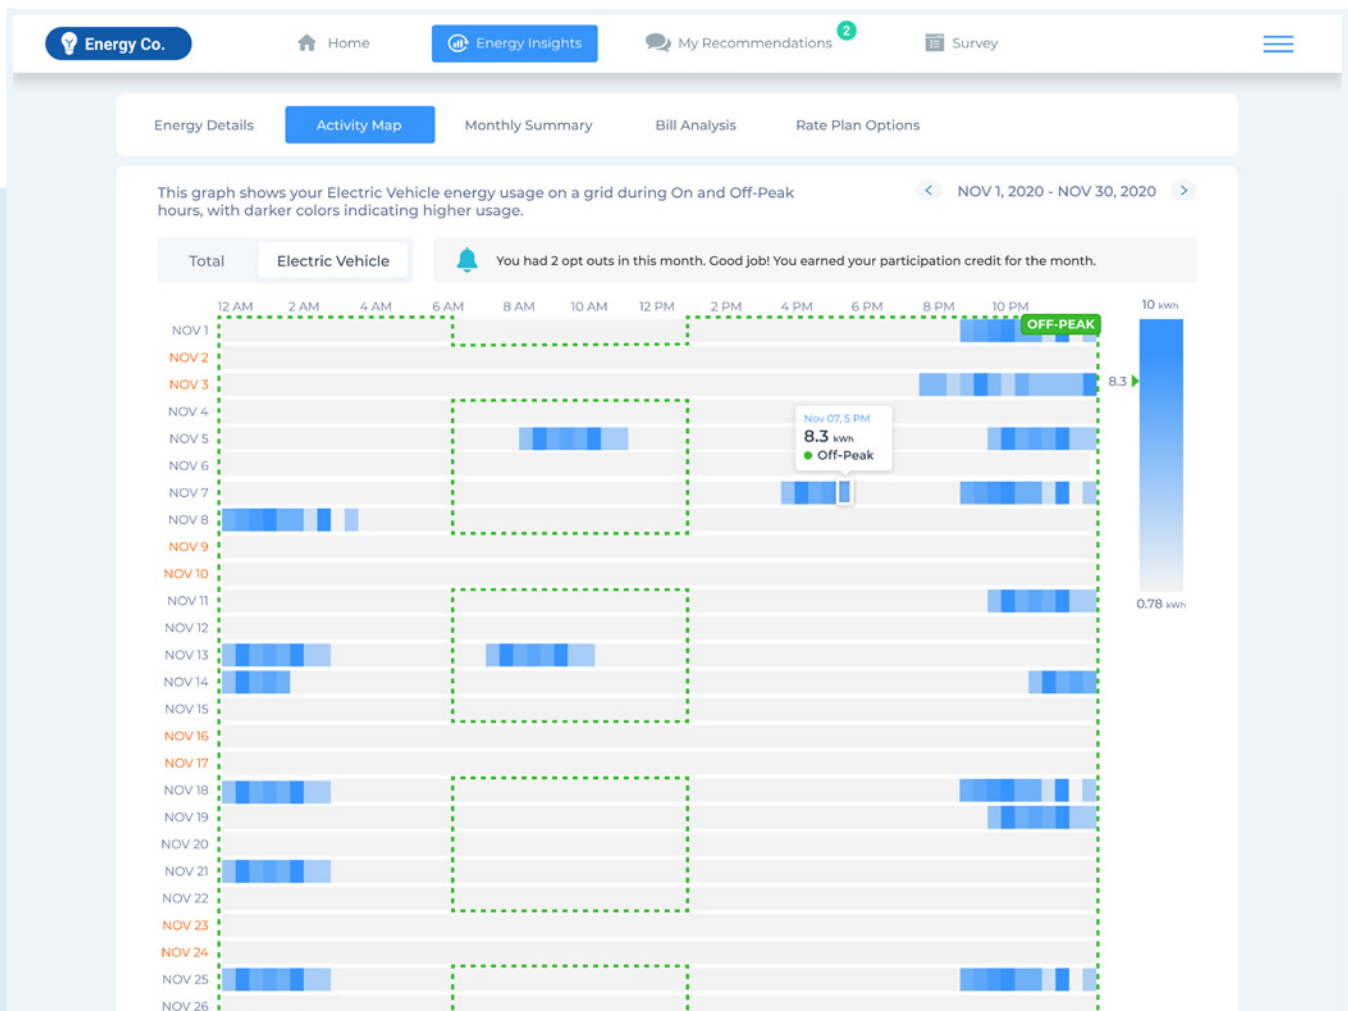 Energy Co.
Home
Energy Insights
My Recommendations
2
Survey
Energy Details
Activity Map
Monthly Summary
Bill Analysis
Rate Plan Options
This graph shows your Electric Vehicle energy usage on a grid during On and Off-Peak
hours, with darker colors indicating higher usage.
< NOV 1, 2020 - NOV 30, 2020 >
Total
Electric Vehicle
You had 2 opt outs in this month. Good job! You earned your participation credit for the month.
12 AM 2 AM 4 AM 6 AM 8 AM 10 AM 12 PM 2 PM 4 PM 6 PM 8 PM 10 PM
10 kWh
OFF-PEAK
NOV 1
NOV 2
NOV 3
8.3
NOV 4
Nov 07, 5 PM
8.3 kWh
Off-Peak
NOV 5
NOV 6
NOV 7
NOV 8
NOV 9
NOV 10
NOV 11
0.78 kWh
NOV 12
NOV 13
NOV 14
NOV 15
NOV 16
NOV 17
NOV 18
NOV 19
NOV 20
NOV 21
NOV 22
NOV 23
NOV 24
NOV 25
NOV 26